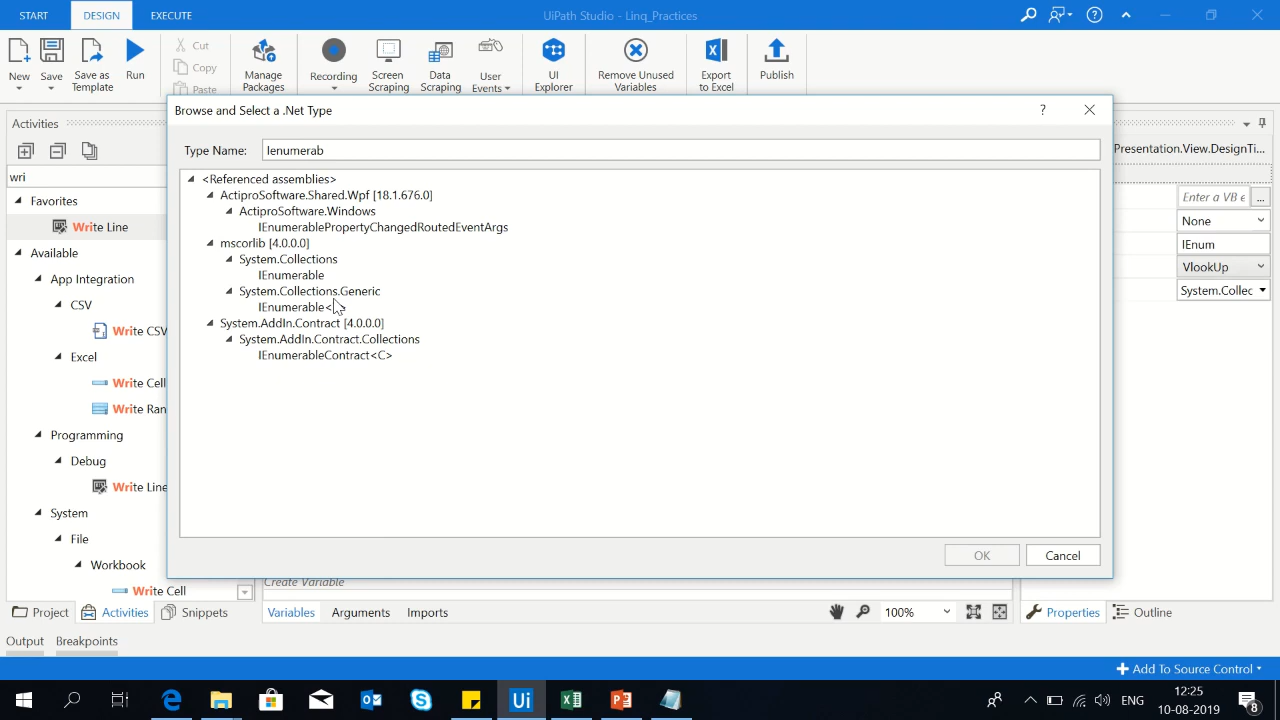 START
DESIGN
EXECUTE
UiPath Studio - Linq_Practices
New
Save
Save as Template
Run
Cut
Copy
Paste
Manage Packages
Recording
Screen Scraping
Data Scraping
User Events
UI Explorer
Remove Unused Variables
Export to Excel
Publish
Activities
Browse and Select a .Net Type
?
Presentation.View.DesignTi...
Type Name:
Ienumerab
wri
<Referenced assemblies>
ActiproSoftware.Shared.Wpf [18.1.676.0]
ActiproSoftware.Windows
IEnumerablePropertyChangedRoutedEventArgs
mscorlib [4.0.0.0]
System.Collections
IEnumerable
System.Collections.Generic
IEnumerable<
System.AddIn.Contract [4.0.0.0]
System.AddIn.Contract.Collections
IEnumerableContract<C>
OK
Cancel
Favorites
Write Line
Available
App Integration
CSV
Write CSV
Excel
Write Cell
Write Ran
Programming
Debug
Write Line
System
File
Workbook
Write Cell
Enter a VB e
...
None
IEnum
VlookUp
System.Collec
Create Variable
Project
Activities
Snippets
Variables
Arguments
Imports
100%
Properties
Outline
Output
Breakpoints
Add To Source Control
Ui
ENG
12:25
10-08-2019
8